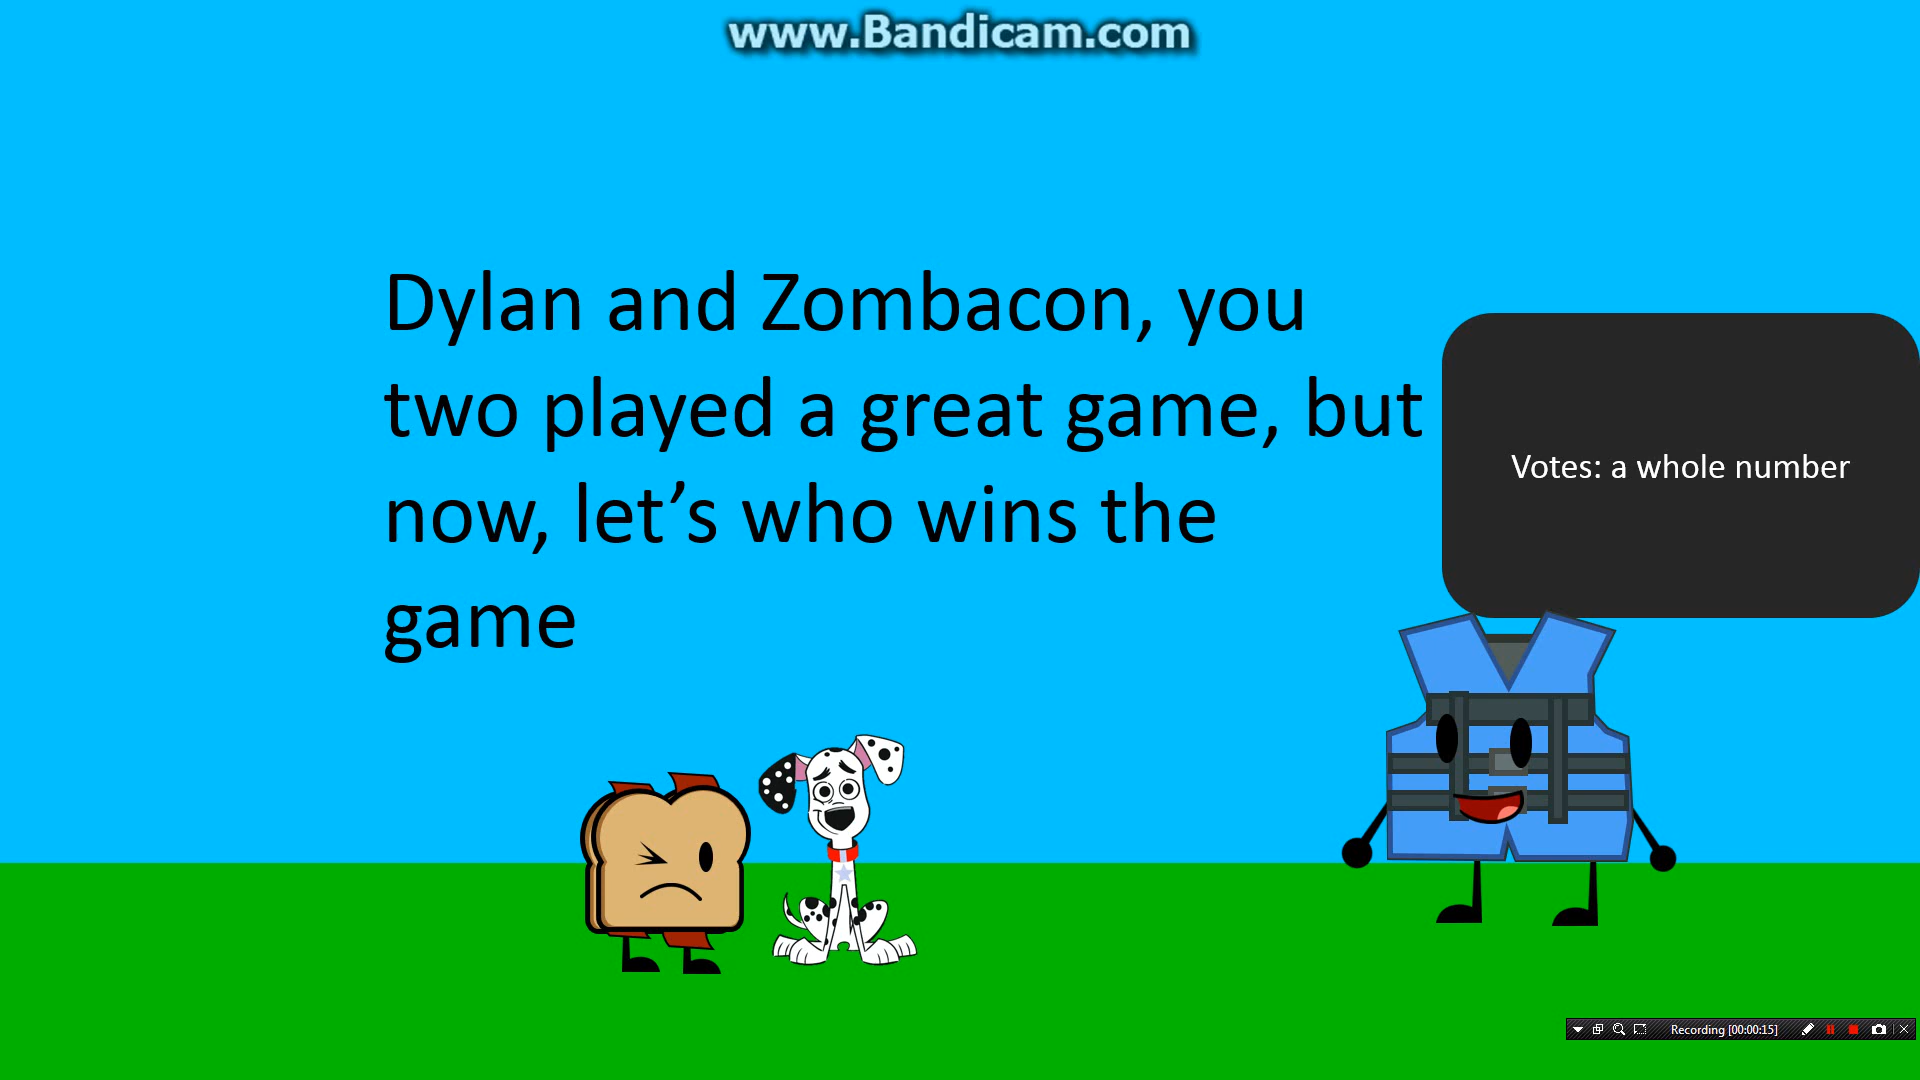 www.Bandicam.com
Dylan and Zombacon, you
two played a great game, but
now, let’s who wins the
game
Votes: a whole number
Recording [00:00:15]